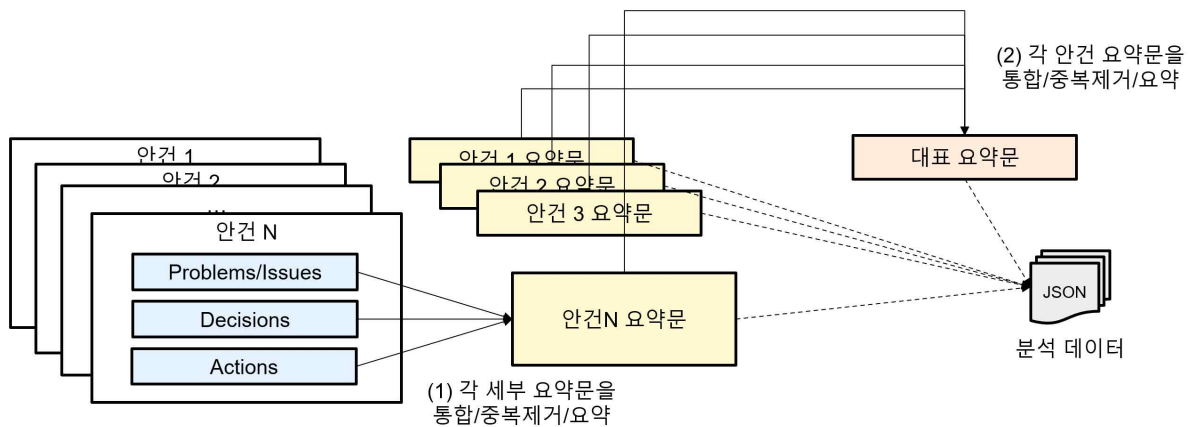 (2) 각 안건 요약문을
통합/중복제거/요약
안건 1
안건 2
...
안건 N
Problems/Issues
Decisions
Actions
안건 1 요약문
안건 2 요약문
안건 3 요약문
안건N 요약문
(1) 각 세부 요약문을
통합/중복제거/요약
대표 요약문
JSON
분석 데이터